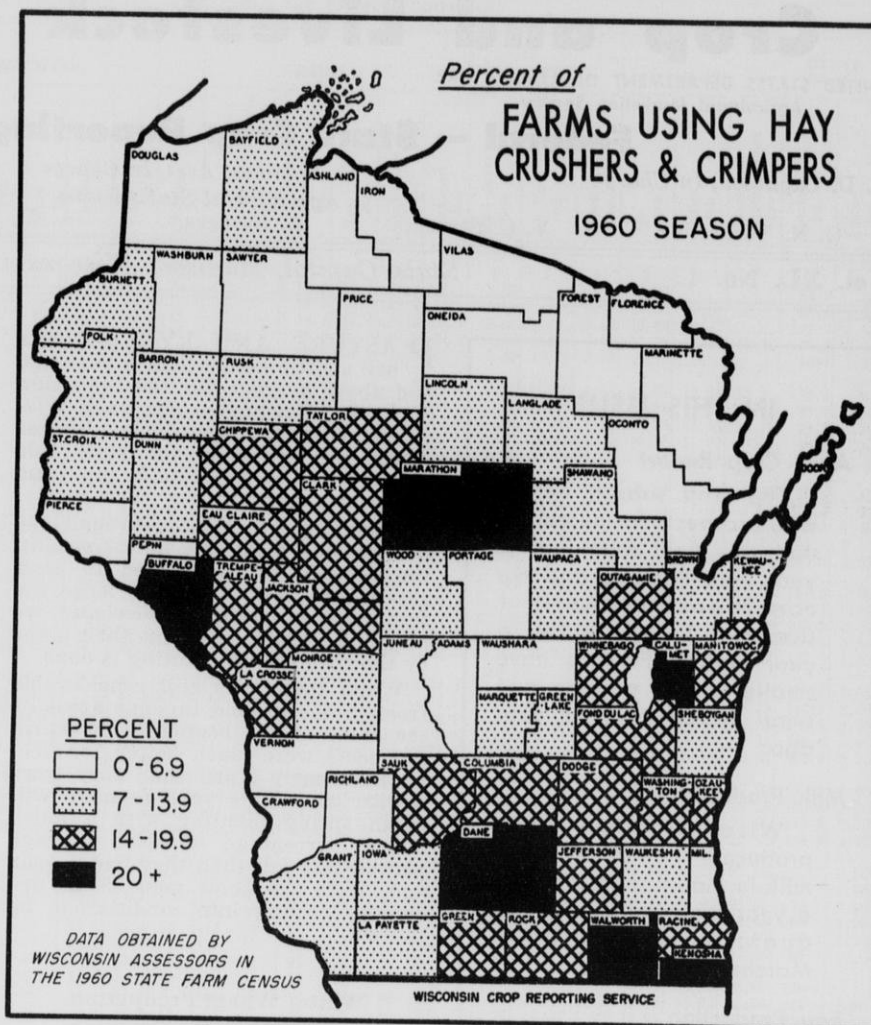 Percent of
FARMS USING HAY
CRUSHERS & CRIMPERS
1960 SEASON
DOUGLAS
BAYFIELD
ASHLAND
IRON
VILAS
WASHBURN
SAWYER
BURNETT
PRICE
ONEIDA
FOREST
FLORENCE
MARINETTE
POLK
BARRON
RUSK
LINCOLN
LANGLADE
TAYLOR
CHIPPEWA
OCONTO
ST. CROIX
DUNN
MARATHON
SHAWANO
DOOR
CLARK
PIERCE
EAU CLAIRE
PEPIN
BUFFALO
TREMPE-
ALEAU
JACKSON
WOOD
PORTAGE
WAUPACA
OUTAGAMIE
BROWN
KEWAU-
NEE
JUNEAU
ADAMS
WAUSHARA
WINNEBAGO
CALU-
MET
MANITOWOC
MONROE
LA CROSSE
MARQUETTE
GREEN
LAKE
FOND DU LAC
SHEBOYGAN
VERNON
RICHLAND
SAUK
COLUMBIA
DODGE
WASHING-
TON
OZAU-
KEE
CRAWFORD
DANE
GRANT
IOWA
JEFFERSON
WAUKESHA
MIL.
LA FAYETTE
GREEN
ROCK
WALWORTH
RACINE
KENOSHA
PERCENT
0-6.9
7-13.9
14-19.9
20 +
DATA OBTAINED BY
WISCONSIN ASSESSORS IN
THE 1960 STATE FARM CENSUS
WISCONSIN CROP REPORTING SERVICE